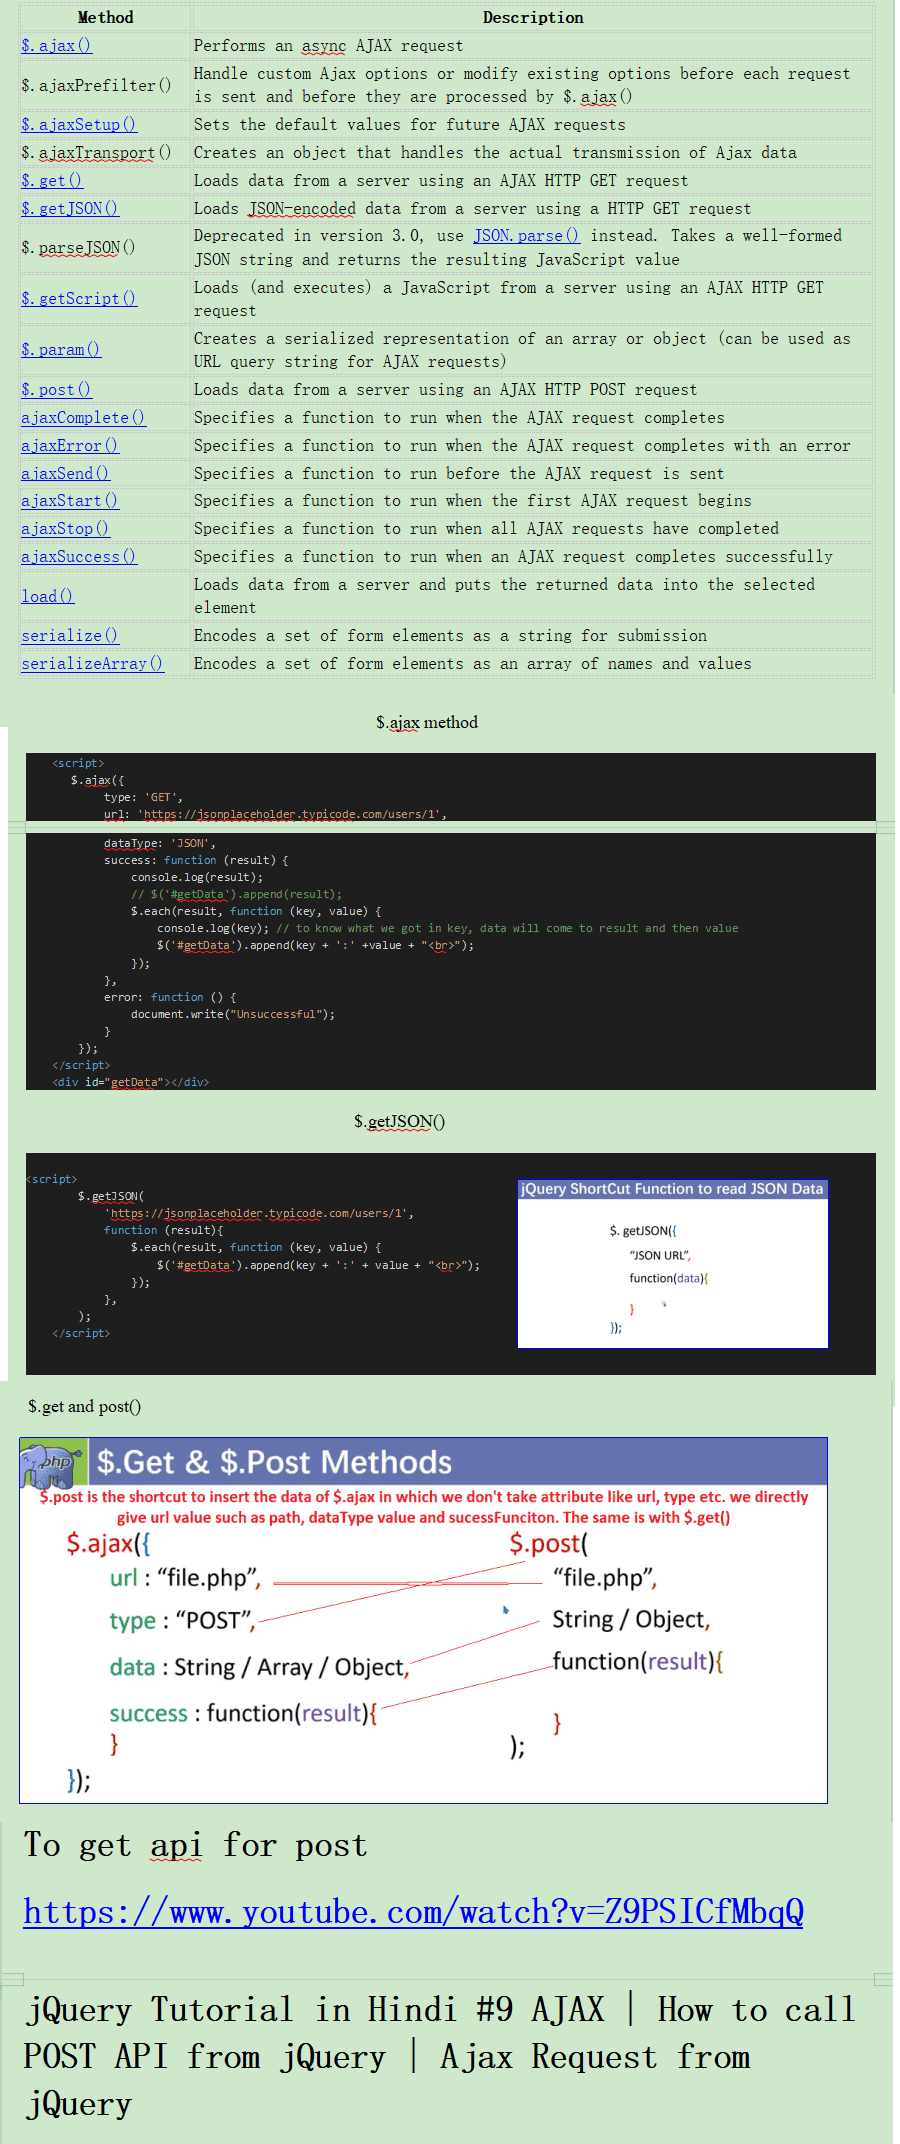 Method Description
$.ajax() Performs an async AJAX request
$.ajaxPrefilter() Handle custom Ajax options or modify existing options before each request
is sent and before they are processed by $.ajax()
$.ajaxSetup() Sets the default values for future AJAX requests
$.ajaxTransport() Creates an object that handles the actual transmission of Ajax data
$.get() Loads data from a server using an AJAX HTTP GET request
$.getJSON() Loads JSON-encoded data from a server using a HTTP GET request
$.parseJSON() Deprecated in version 3.0, use JSON.parse() instead. Takes a well-formed
JSON string and returns the resulting JavaScript value
$.getScript() Loads (and executes) a JavaScript from a server using an AJAX HTTP GET
request
$.param() Creates a serialized representation of an array or object (can be used as
URL query string for AJAX requests)
$.post() Loads data from a server using an AJAX HTTP POST request
ajaxComplete() Specifies a function to run when the AJAX request completes
ajaxError() Specifies a function to run when the AJAX request completes with an error
ajaxSend() Specifies a function to run before the AJAX request is sent
ajaxStart() Specifies a function to run when the first AJAX request begins
ajaxStop() Specifies a function to run when all AJAX requests have completed
ajaxSuccess() Specifies a function to run when an AJAX request completes successfully
load() Loads data from a server and puts the returned data into the selected
element
serialize() Encodes a set of form elements as a string for submission
serializeArray() Encodes a set of form elements as an array of names and values
$.ajax method
<script>
$.ajax({
type: 'GET',
url: 'https://jsonplaceholder.typicode.com/users/1',
dataType: 'JSON',
success: function (result) {
console.log(result);
// $('#getData').append(result);
$.each(result, function (key, value) {
console.log(key); // to know what we got in key, data will come to result and then value
$('#getData').append(key + ':' +value + "<br>");
});
},
error: function () {
document.write("Unsuccessful");
}
});
</script>
<div id="getData"></div>
$.getJSON()
<script>
$.getJSON(
'https://jsonplaceholder.typicode.com/users/1',
function (result){
$.each(result, function (key, value) {
$('#getData').append(key + ':' + value + "<br>");
});
},
);
</script>
jQuery ShortCut Function to read JSON Data
$. getJSON({
“JSON URL”,
function(data){
}
});
$.get and post()
php $.Get & $.Post Methods
$.post is the shortcut to insert the data of $.ajax in which we don't take attribute like url, type etc. we directly
give url value such as path, dataType value and sucessFunciton. The same is with $.get()
$.ajax({
url : “file.php”,
type : “POST”,
data : String / Array / Object,
success : function(result){
}
});
$.post(
“file.php”,
String / Object,
function(result){
}
);
To get api for post
https://www.youtube.com/watch?v=Z9PSICfMbqQ
jQuery Tutorial in Hindi #9 AJAX | How to call
POST API from jQuery | Ajax Request from
jQuery